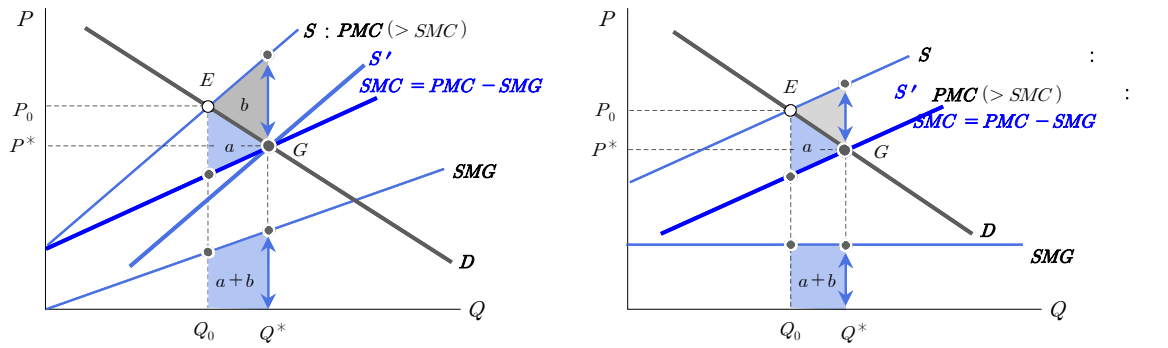 P
S : PMC (> SMC)
S′
SMC = PMC − SMG
E
b
P₀
a
P*
G
SMG
D
a+b
Q₀
Q*
Q
P
S
:
E
S′ PMC (> SMC) :
SMC = PMC − SMG
P₀
a
P*
G
D
SMG
a+b
Q₀
Q*
Q